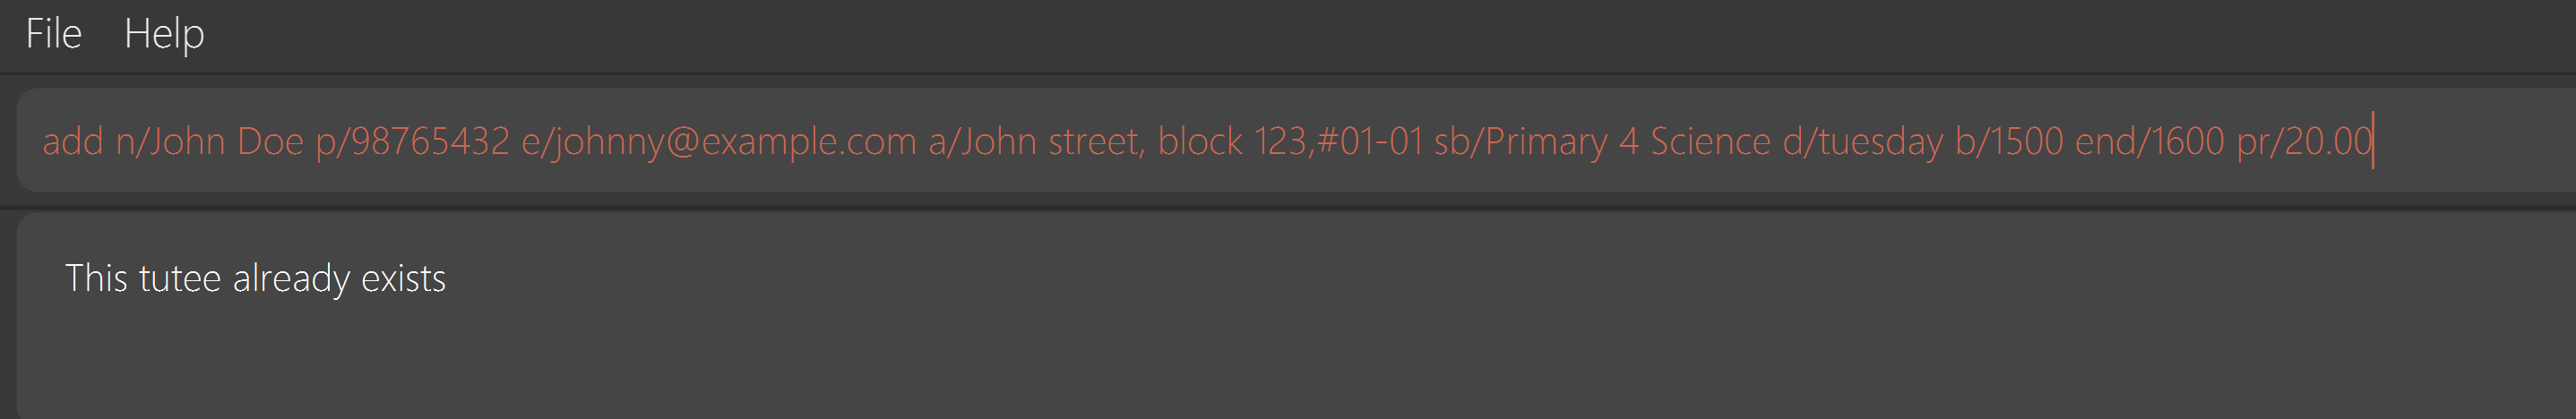 File Help
add n/John Doe p/98765432 e/johnny@example.com a/John street, block 123,#01-01 sb/Primary 4 Science d/tuesday b/1500 end/1600 pr/20.00
This tutee already exists